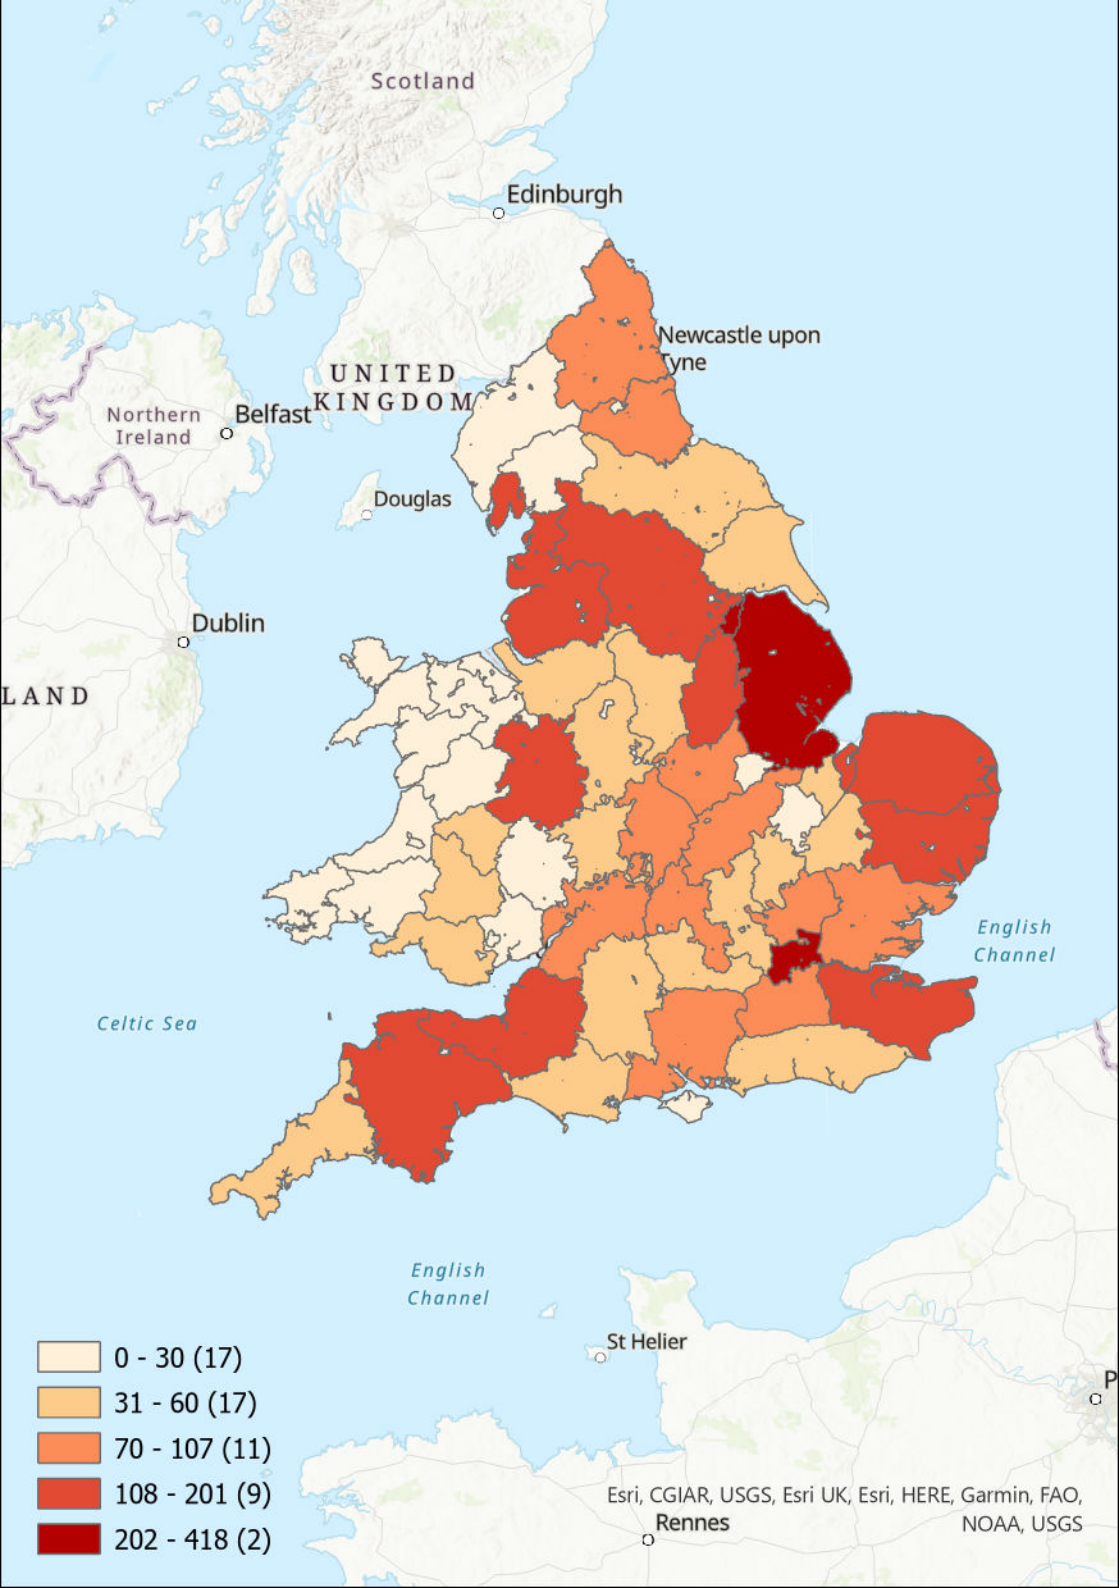 Scotland
Edinburgh
Newcastle upon
Tyne
UNITED
KINGDOM
Northern
Ireland
Belfast
Douglas
Dublin
LAND
English
Channel
Celtic Sea
English
Channel
St Helier
P
0 - 30 (17)
31 - 60 (17)
70 - 107 (11)
108 - 201 (9)
202 - 418 (2)
Esri, CGIAR, USGS, Esri UK, Esri, HERE, Garmin, FAO,
NOAA, USGS
Rennes